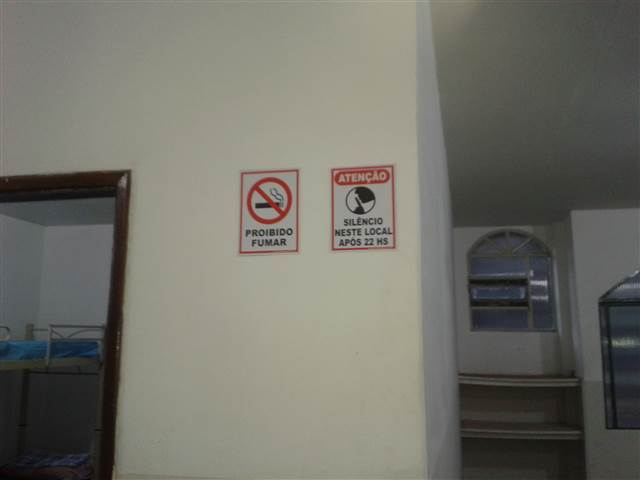 PROIBIDO
FUMAR
ATENÇÃO
SILÊNCIO
NESTE LOCAL
APÓS 22 HS